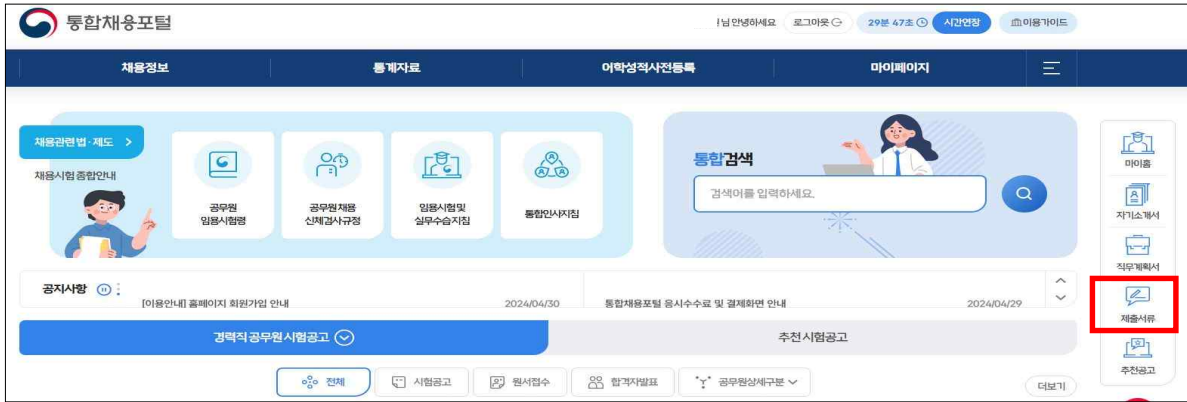 통합채용포털
님안녕하세요 로그아웃 29분 47초 시간연장 이용가이드
채용정보 통계자료 어학성적사전등록 마이페이지
채용관련법·제도 >
채용시험 종합안내
공무원
임용시험령
공무원 채용
신체검사규정
임용시험및
실무수습지침
통합인사지침
통합검색
검색어를 입력하세요.
마이홈
자기소개서
직무계획서
제출서류
추천공고
공지사항
[이용안내] 홈페이지 회원가입 안내 2024/04/30
통합채용포털 응시수수료 및 결제화면 안내 2024/04/29
경력직공무원시험공고 추천시험공고
전체 시험공고 원서접수 합격자발표 공무원상세구분 더보기